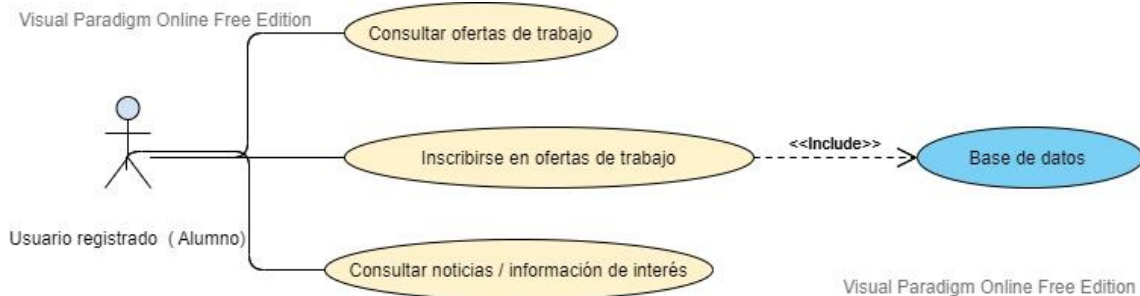 Visual Paradigm Online Free Edition
Consultar ofertas de trabajo
Inscribirse en ofertas de trabajo
<<Include>>
Base de datos
Usuario registrado ( Alumno)
Consultar noticias / información de interés
Visual Paradigm Online Free Edition